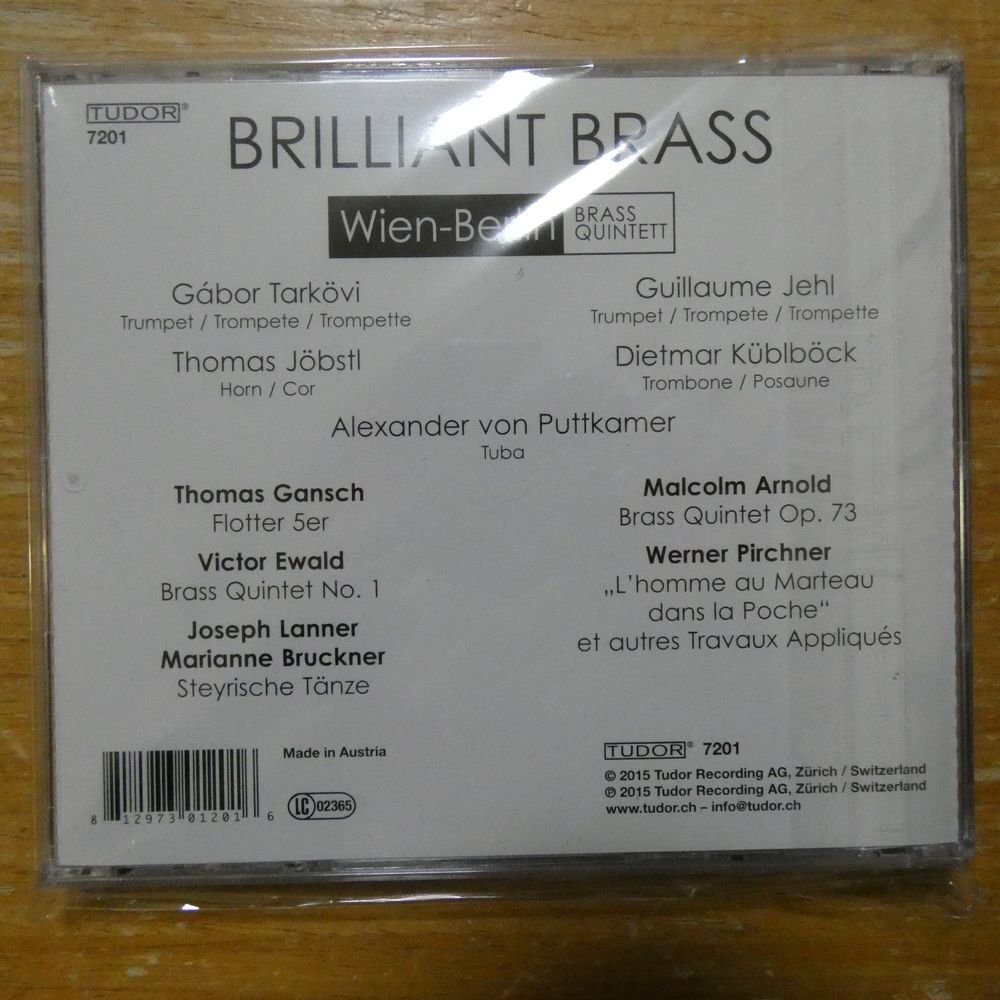 TUDOR®
7201
BRILLIANT BRASS
Wien-Berlin BRASS QUINTETT
Gábor Tarkövi
Trumpet / Trompete / Trompette
Guillaume Jehl
Trumpet / Trompete / Trompette
Thomas Jöbstl
Horn / Cor
Dietmar Küblböck
Trombone / Posaune
Alexander von Puttkamer
Tuba
Thomas Gansch
Flotter 5er
Victor Ewald
Brass Quintet No. 1
Joseph Lanner
Marianne Bruckner
Steyrische Tänze
Malcolm Arnold
Brass Quintet Op. 73
Werner Pirchner
„L'homme au Marteau
dans la Poche“
et autres Travaux Appliqués
8 12973 01201 6
Made in Austria
LC 02365
TUDOR® 7201
© 2015 Tudor Recording AG, Zürich / Switzerland
℗ 2015 Tudor Recording AG, Zürich / Switzerland
www.tudor.ch – info@tudor.ch